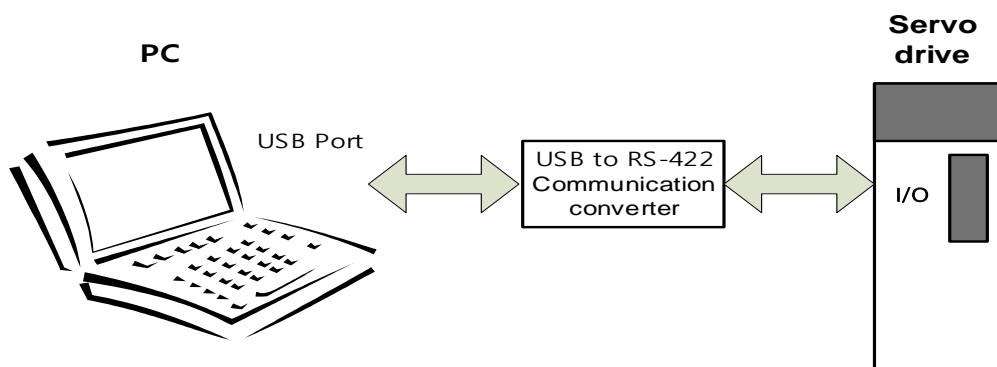 PC
USB Port
USB to RS-422
Communication
converter
Servo
drive
I/O